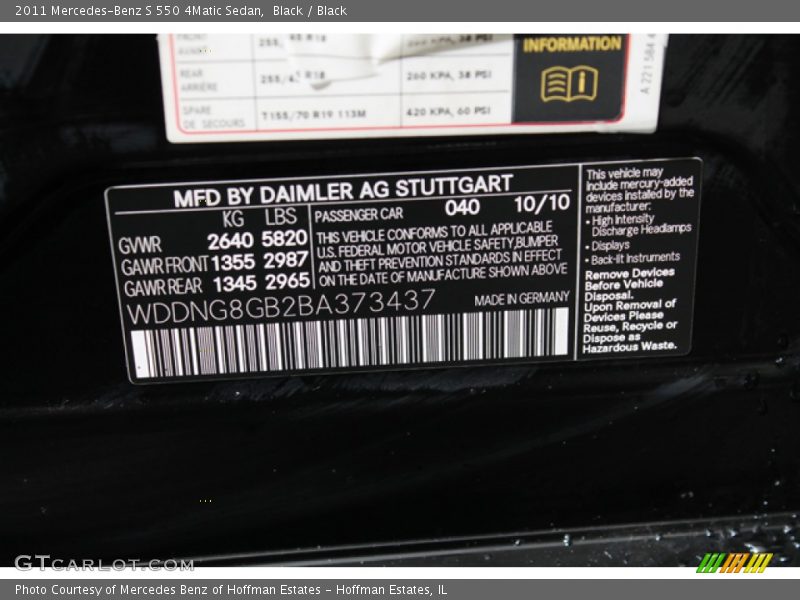 2011 Mercedes-Benz S 550 4Matic Sedan, Black / Black
INFORMATION
REAR 255/45 R18 260 KPA, 38 PSI
ARRIÈRE
SPARE T155/70 R19 113M 420 KPA, 60 PSI
DE SECOURS
A 221 584 4
MFD BY DAIMLER AG STUTTGART
KG LBS
GVWR 2640 5820
GAWR FRONT 1355 2987
GAWR REAR 1345 2965
PASSENGER CAR 040 10/10
THIS VEHICLE CONFORMS TO ALL APPLICABLE
U.S. FEDERAL MOTOR VEHICLE SAFETY,BUMPER
AND THEFT PREVENTION STANDARDS IN EFFECT
ON THE DATE OF MANUFACTURE SHOWN ABOVE
WDDNG8GB2BA373437 MADE IN GERMANY
This vehicle may
include mercury-added
devices installed by the
manufacturer:
• High Intensity
Discharge Headlamps
• Displays
• Back-lit Instruments
Remove Devices
Before Vehicle
Disposal.
Upon Removal of
Devices Please
Reuse, Recycle or
Dispose as
Hazardous Waste.
GTCARLOT.COM
Photo Courtesy of Mercedes Benz of Hoffman Estates - Hoffman Estates, IL